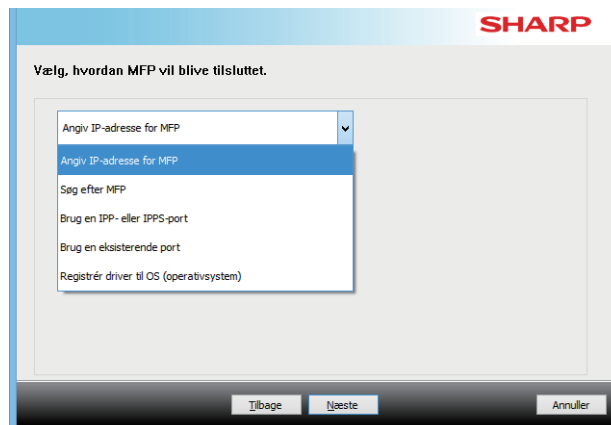 SHARP
Vælg, hvordan MFP vil blive tilsluttet.
Angiv IP-adresse for MFP
Angiv IP-adresse for MFP
Søg efter MFP
Brug en IPP- eller IPPS-port
Brug en eksisterende port
Registrér driver til OS (operativsystem)
Tilbage Næste Annuller